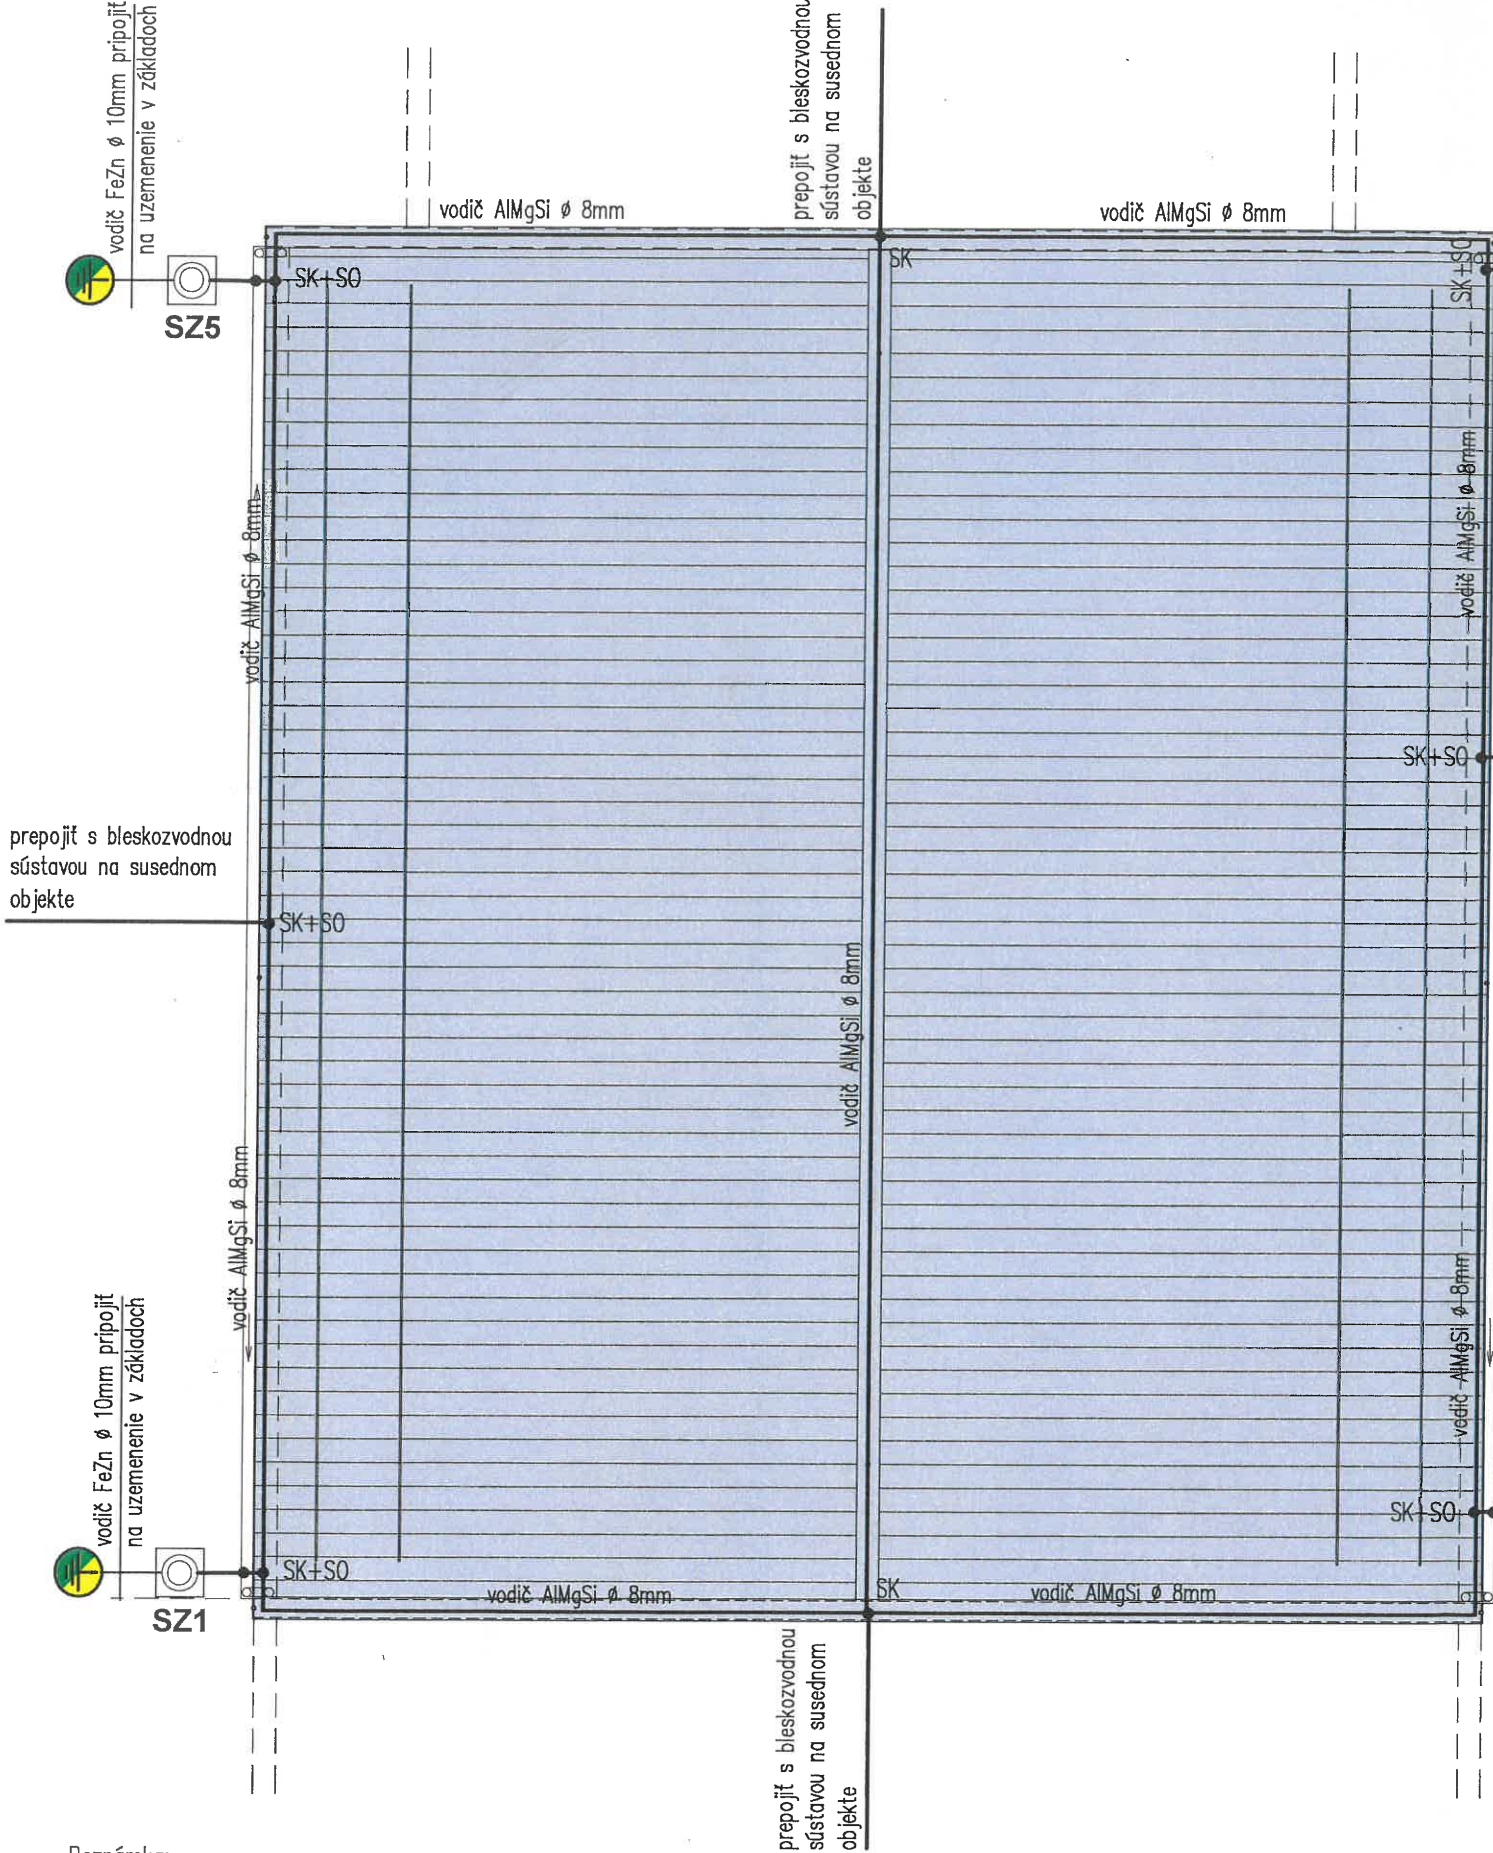 vodič FeZn ø 10mm pripojiť
na uzemenenie v základoch
prepojiť s bleskozvodnou
sústavou na susednom
objekte
vodič AlMgSi ø 8mm
vodič AlMgSi ø 8mm
SK+SO
SK
SK+SO
SZ5
vodič AlMgSi ø 8mm
vodič AlMgSi ø 8mm
SK+SO
prepojiť s bleskozvodnou
sústavou na susednom
objekte
SK+SO
vodič AlMgSi ø 8mm
vodič AlMgSi ø 8mm
vodič AlMgSi ø 8mm
vodič FeZn ø 10mm pripojiť
na uzemenenie v základoch
SK+SO
SK+SO
vodič AlMgSi ø 8mm
SK
vodič AlMgSi ø 8mm
SZ1
prepojiť s bleskozvodnou
sústavou na susednom
objekte